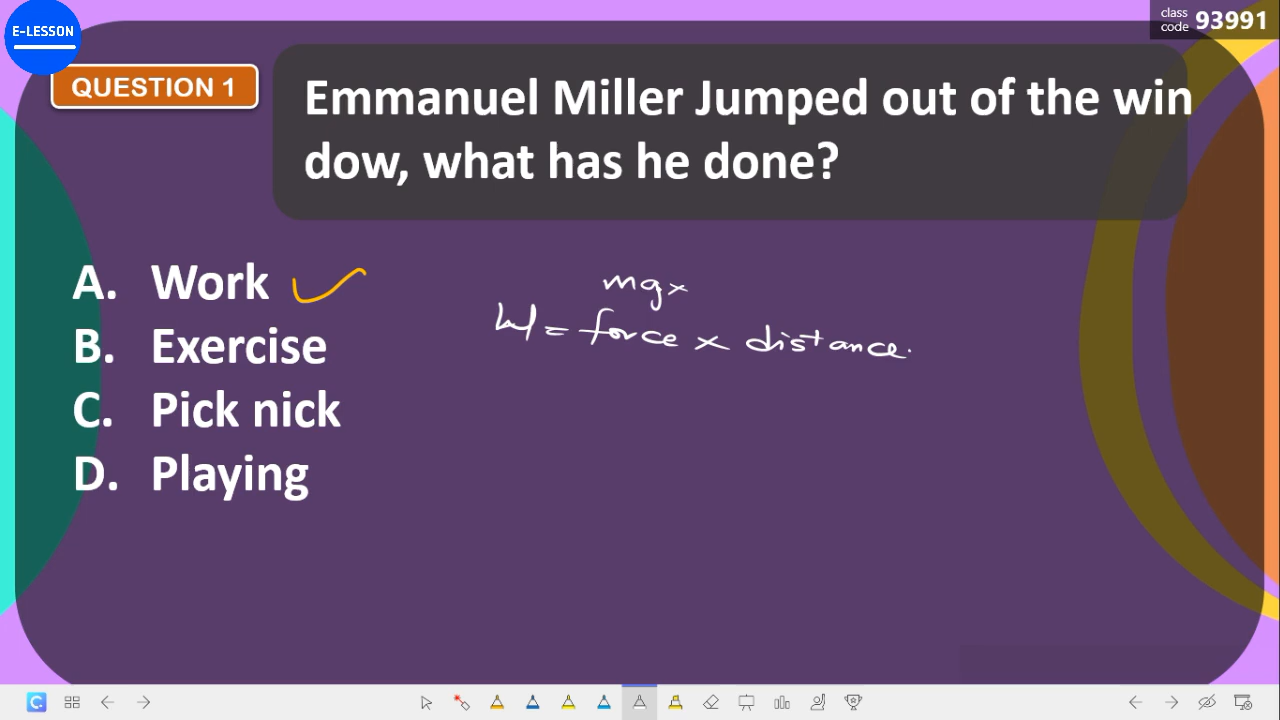 E-LESSON
class
code 93991
QUESTION 1
Emmanuel Miller Jumped out of the win
dow, what has he done?
A. Work
B. Exercise
C. Pick nick
D. Playing
mg×
W = force × distance.